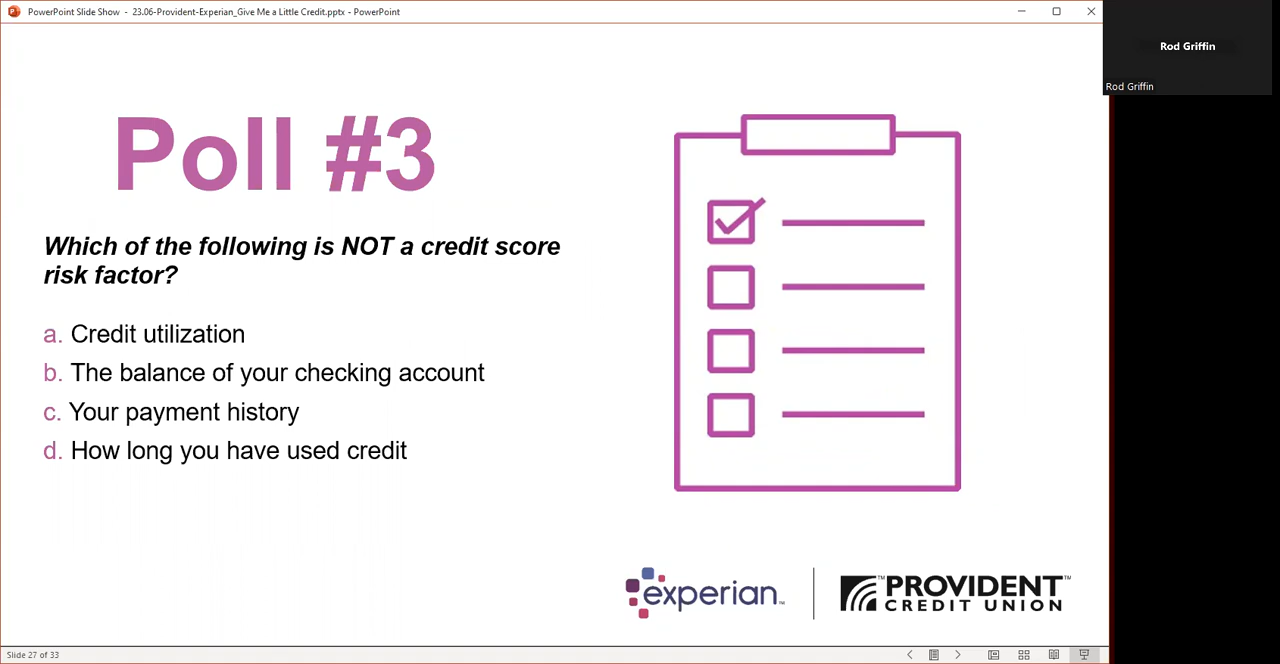 PowerPoint Slide Show - 23.06-Provident-Experian_Give Me a Little Credit.pptx - PowerPoint
Rod Griffin
Rod Griffin
Poll #3
Which of the following is NOT a credit score
risk factor?
a. Credit utilization
b. The balance of your checking account
c. Your payment history
d. How long you have used credit
experian™
™PROVIDENT™
CREDIT UNION
Slide 27 of 33